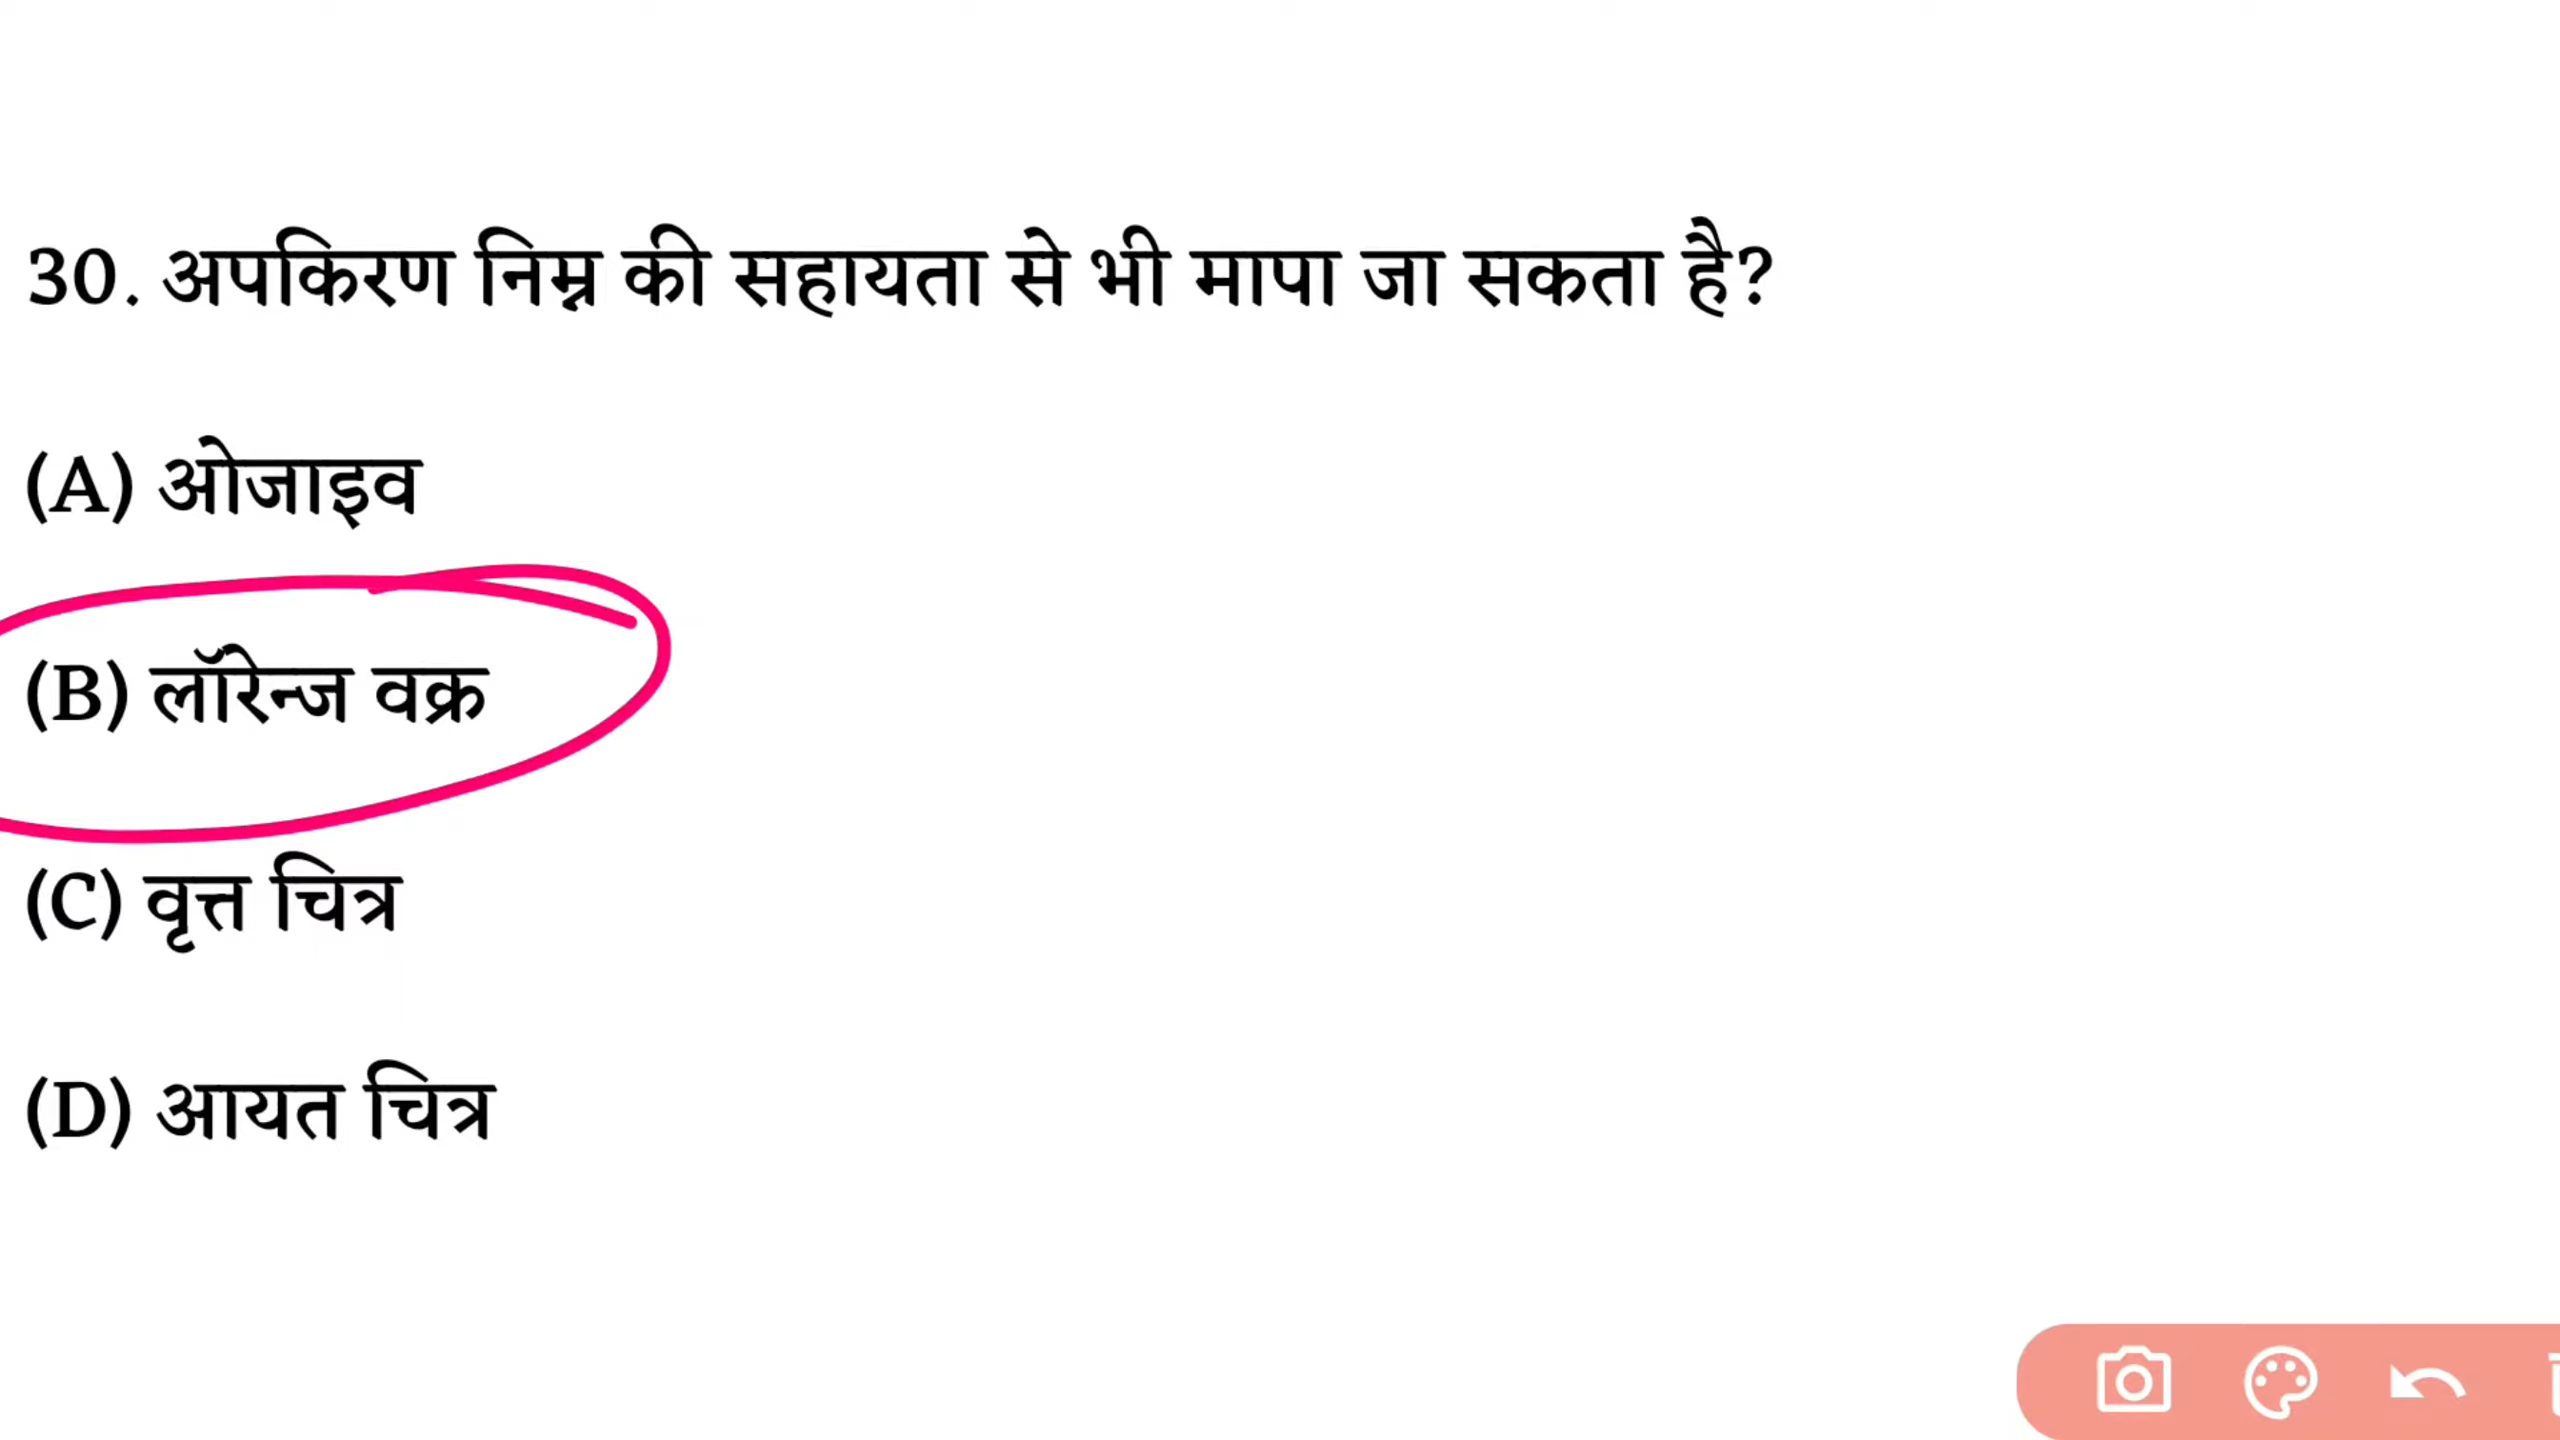 30. अपकिरण निम्न की सहायता से भी मापा जा सकता है?
(A) ओजाइव
(B) लॉरेन्ज वक्र
(C) वृत्त चित्र
(D) आयत चित्र